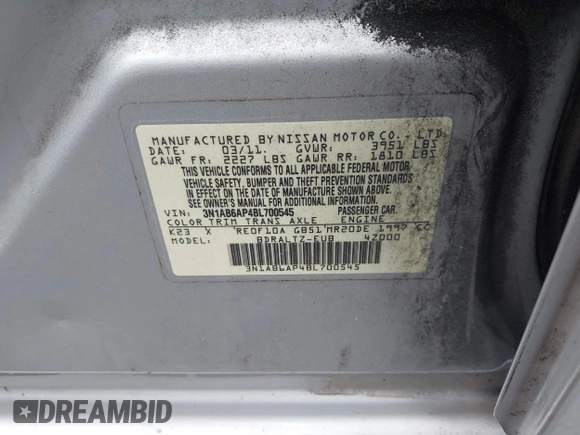 MANUFACTURED BY NISSAN MOTOR CO., LTD.
DATE: 03/11. GVWR: 3951 LBS
GAWR FR: 2227 LBS GAWR RR: 1810 LBS
THIS VEHICLE CONFORMS TO ALL APPLICABLE FEDERAL MOTOR
VEHICLE SAFETY, BUMPER AND THEFT PREVENTION STANDARDS
IN EFFECT ON THE DATE OF MANUFACTURE SHOWN ABOVE.
SEE OWNER'S MANUAL FOR ADDITIONAL INFORMATION.
VIN: 3N1AB6AP4BL700545 PASSENGER CAR.
COLOR TRIM TRANS AXLE ENGINE
K23 X RE0F10A GB51 MR20DE 1997 CC
MODEL: BDRALTZ-EUB 4Z000
3N1AB6AP4BL700545
DREAMBID